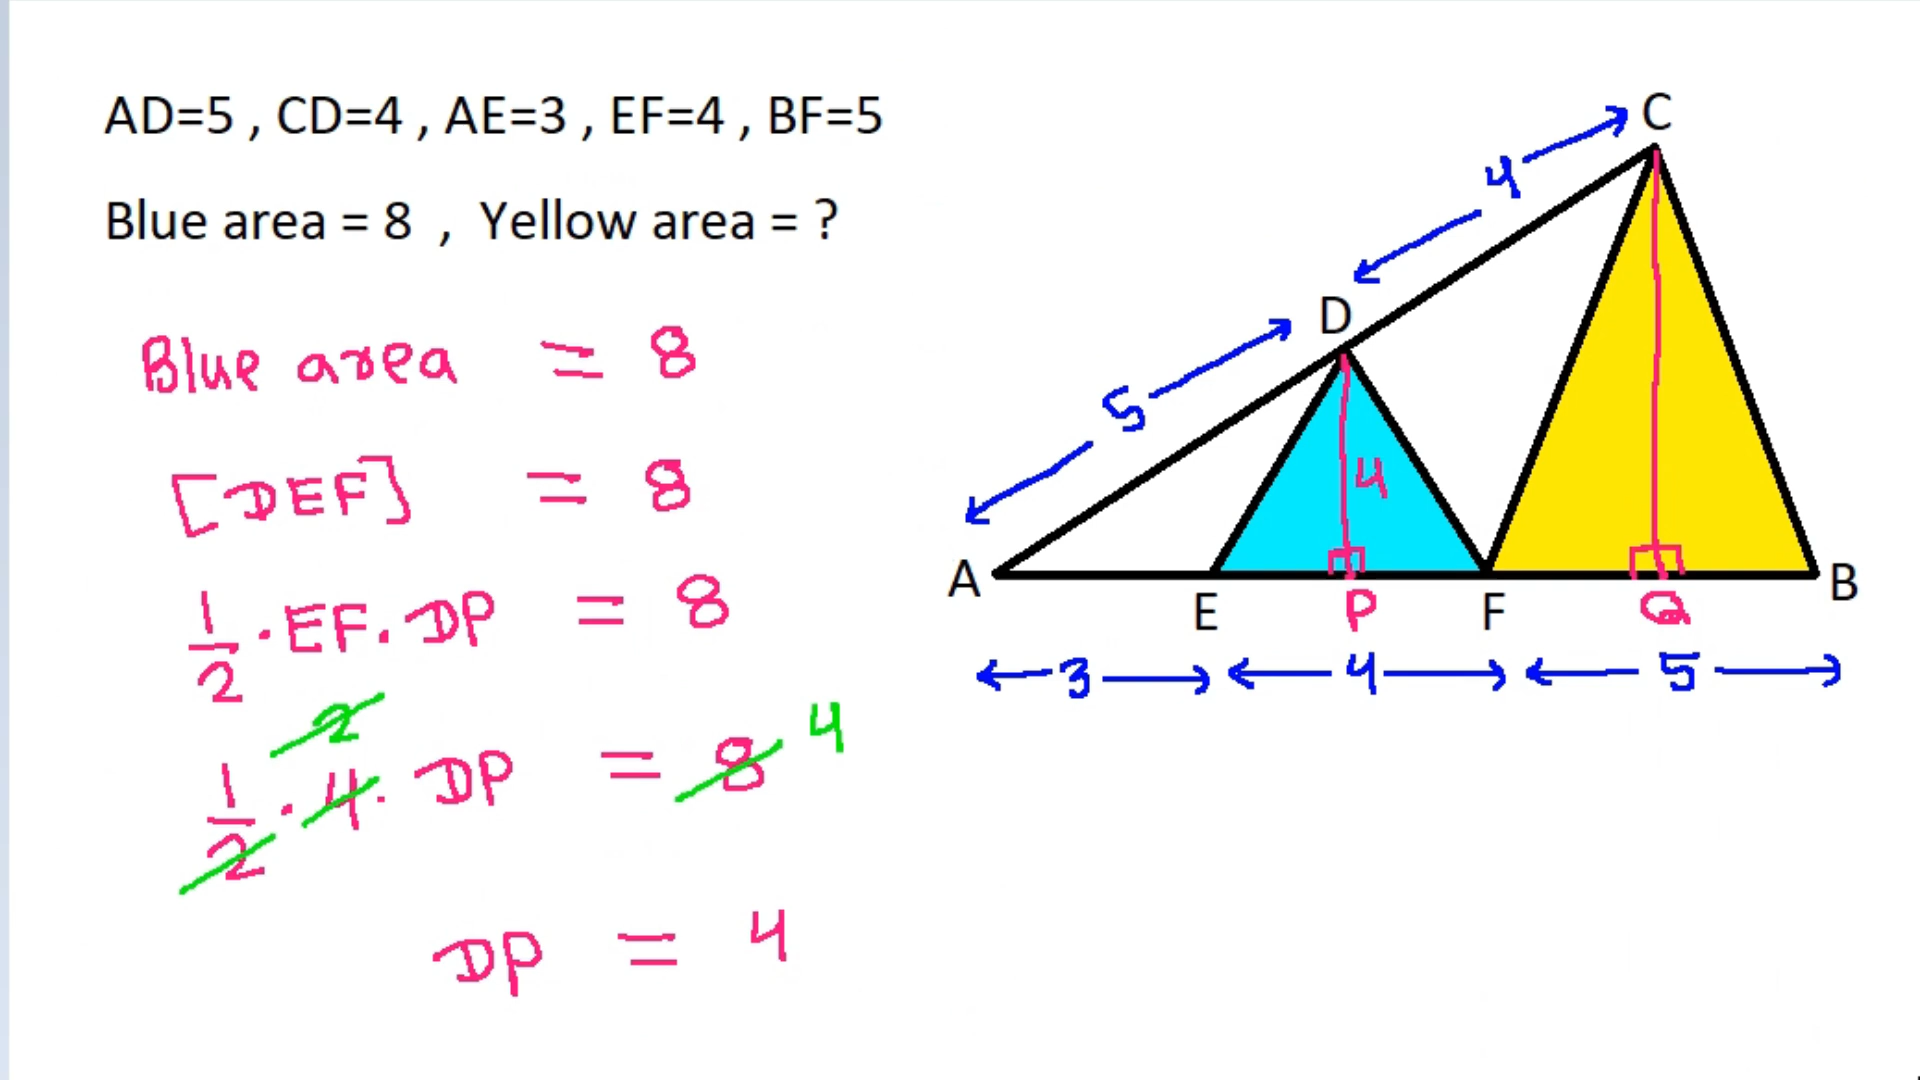 AD=5 , CD=4 , AE=3 , EF=4 , BF=5
Blue area = 8 , Yellow area = ?
Blue area = 8
[DEF] = 8
1/2 · EF · DP = 8
2
1/2 · 4 · DP = 8 4
DP = 4
C
4
D
5
4
A
B
E
P
F
Q
3
4
5